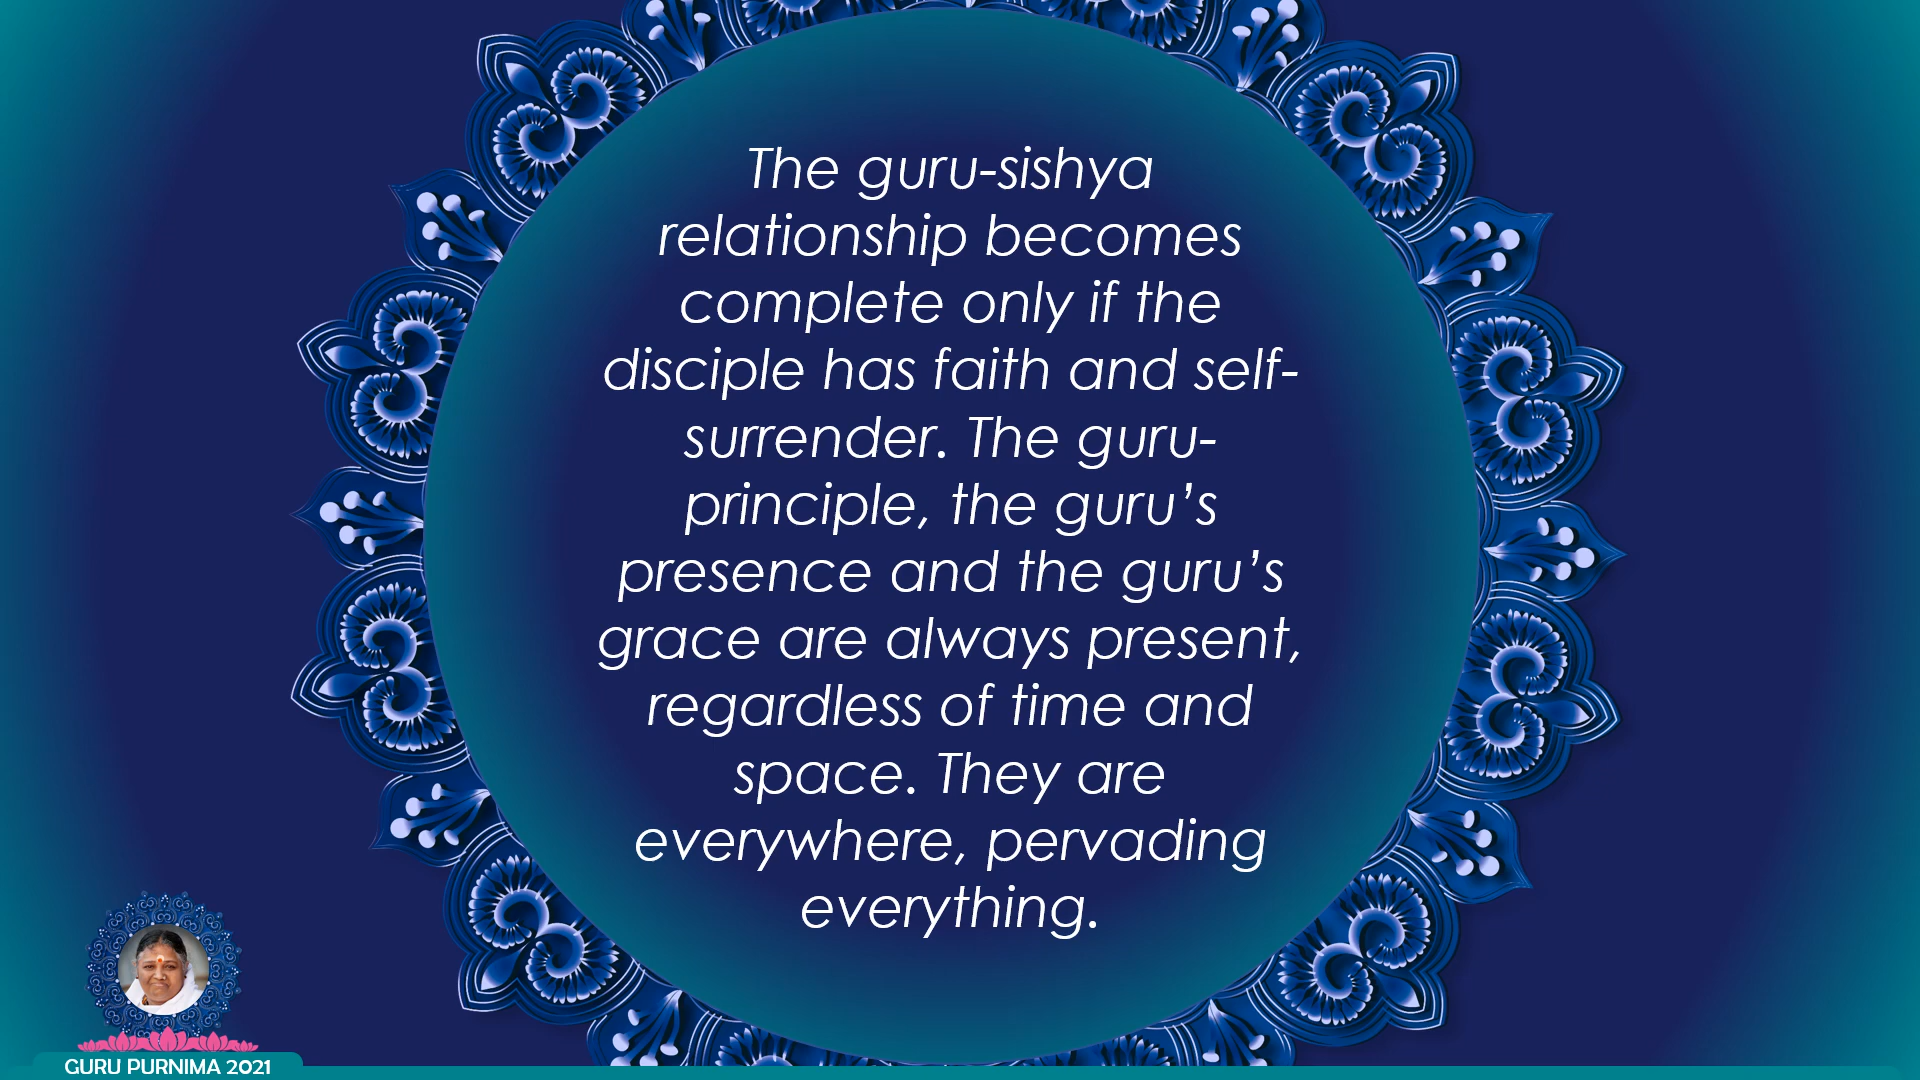 The guru-sishya
relationship becomes
complete only if the
disciple has faith and self-
surrender. The guru-
principle, the guru’s
presence and the guru’s
grace are always present,
regardless of time and
space. They are
everywhere, pervading
everything.
GURU PURNIMA 2021